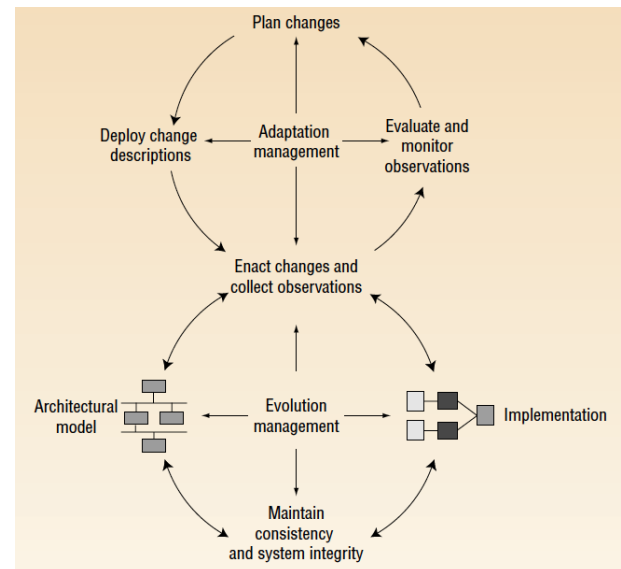 Plan changes
Deploy change
descriptions
Adaptation
management
Evaluate and
monitor
observations
Enact changes and
collect observations
Architectural
model
Evolution
management
Implementation
Maintain
consistency
and system integrity